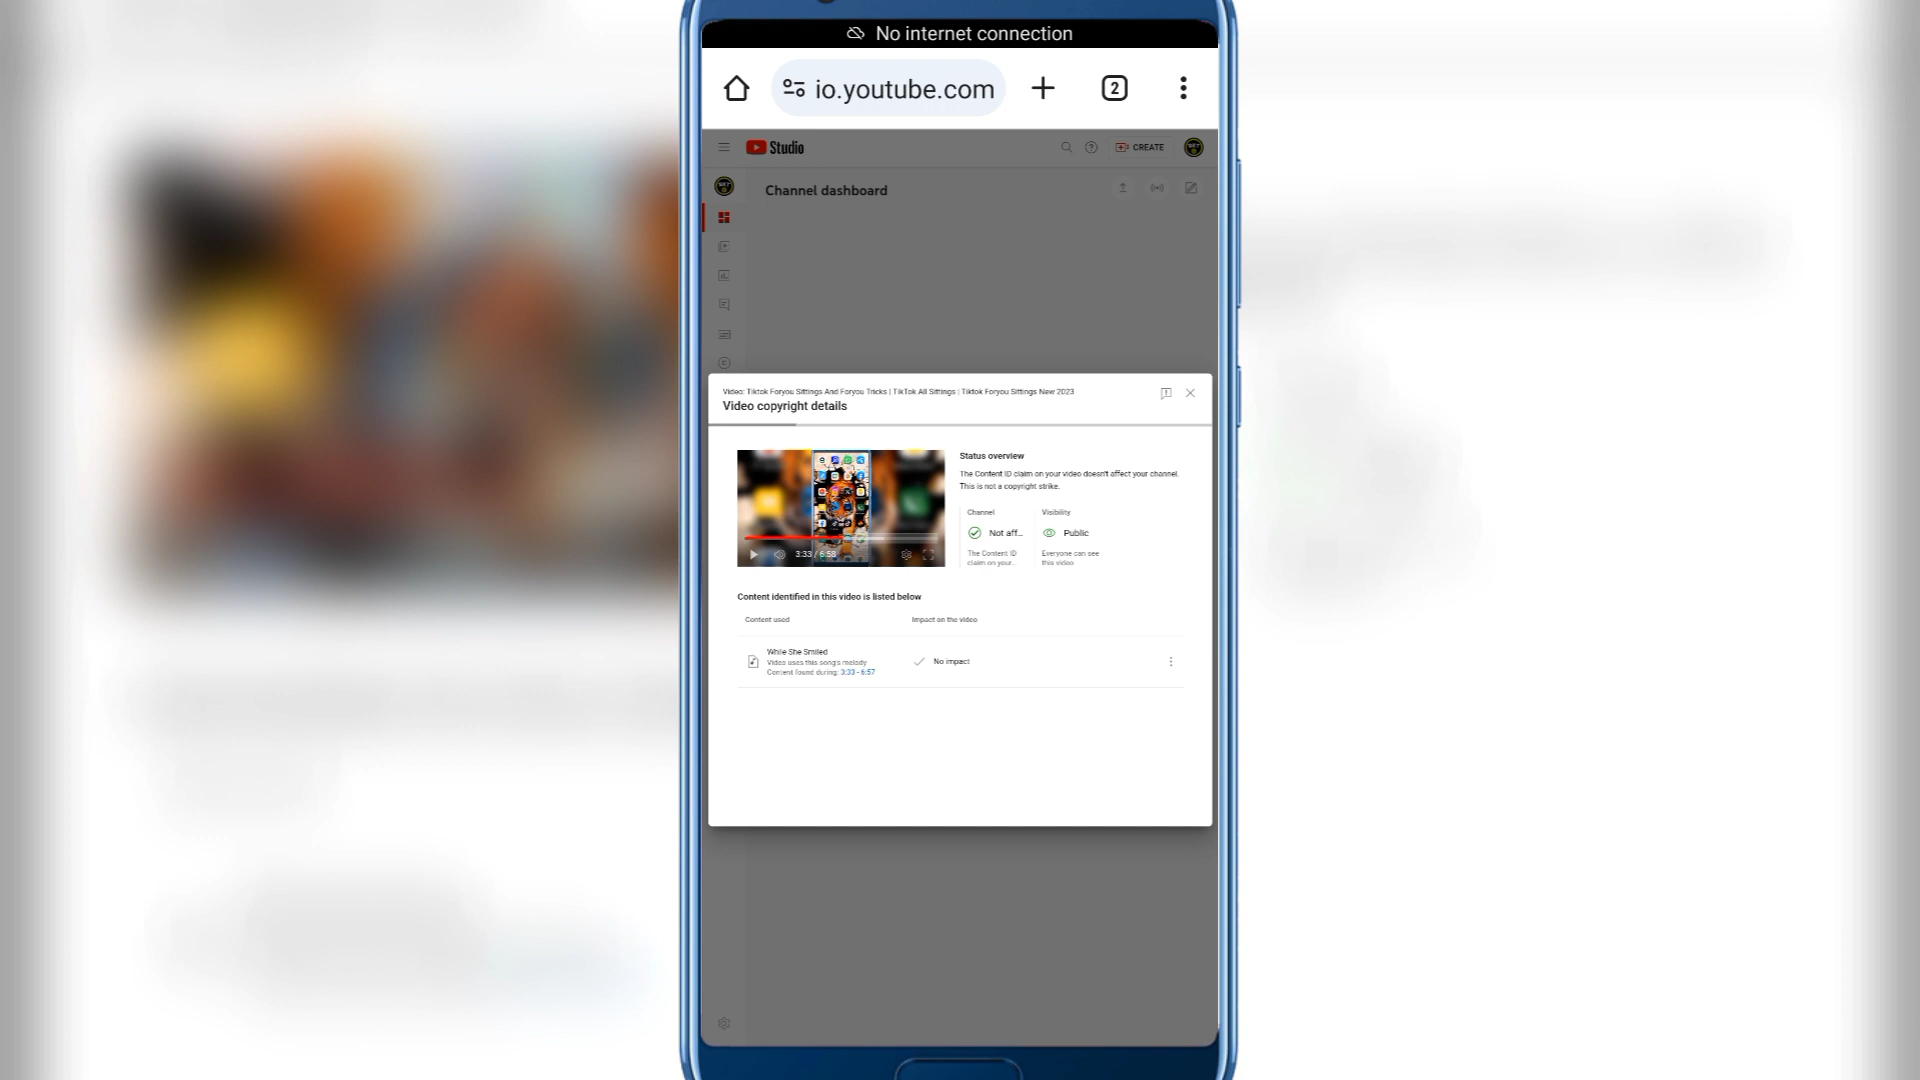 No internet connection
io.youtube.com
2
Studio
CREATE
Channel dashboard
Video: Tiktok Foryou Sittings And Foryou Tricks | TikTok All Sittings | Tiktok Foryou Sittings New 2023
Video copyright details
Status overview
The Content ID claim on your video doesn't affect your channel.
This is not a copyright strike.
Channel
Visibility
Not aff...
Public
The Content ID
claim on your...
Everyone can see
this video
3:33 / 6:58
Content identified in this video is listed below
Content used
Impact on the video
While She Smiled
Video uses this song's melody
Content found during: 3:33 - 6:57
No impact